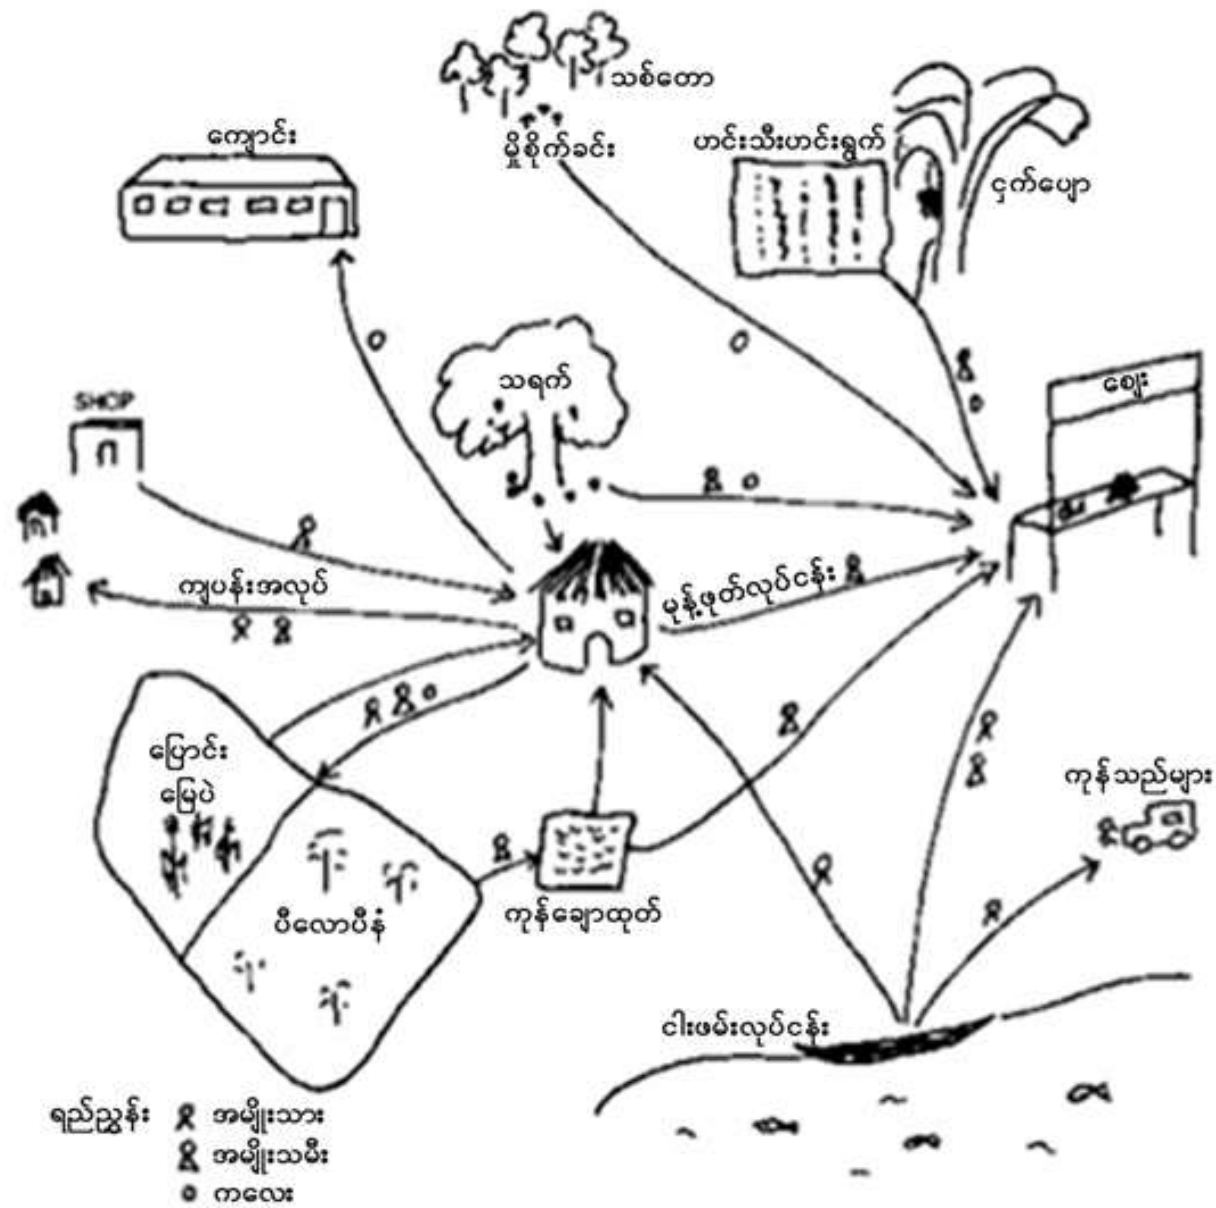 သစ်တော
ကျောင်း
မှိုစိုက်ခင်း
ဟင်းသီးဟင်းရွက်
ငှက်ပျော
သရက်
ဈေး
SHOP
ကျပန်းအလုပ်
မုန့်ဖုတ်လုပ်ငန်း
ပြောင်း
မြေပဲ
ကုန်သည်များ
ပီလောပီနံ
ကုန်ချောထုတ်
ငါးဖမ်းလုပ်ငန်း
ရည်ညွှန်း အမျိုးသား
အမျိုးသမီး
ကလေး